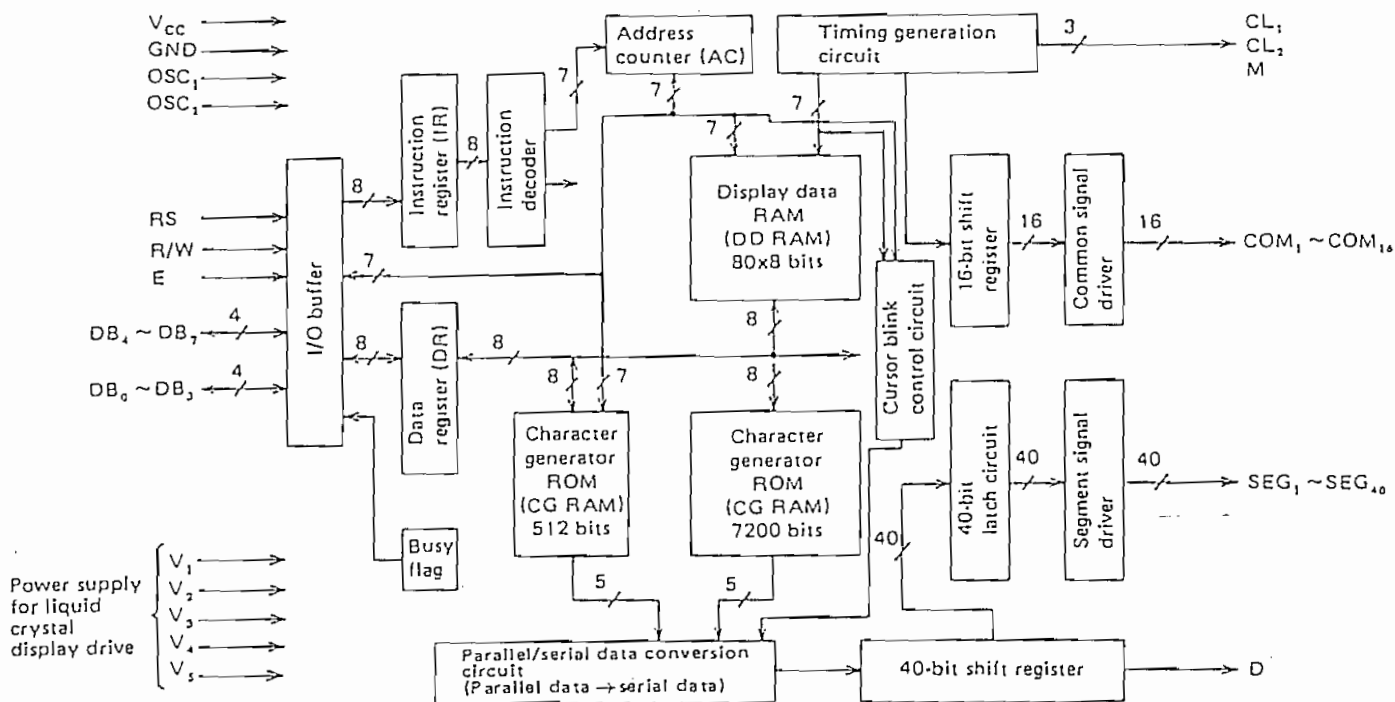 V_CC
GND
OSC₁
OSC₁
RS
R/W
E
DB₄ ~ DB₇
4
DB₀ ~ DB₃
4
Power supply
for liquid
crystal
display drive
V₁
V₂
V₃
V₄
V₅
I/O buffer
8
7
8
Instruction
register (IR)
8
Instruction
decoder
7
Data
register (DR)
8
Busy
flag
Address
counter (AC)
7
7
Timing generation
circuit
3
CL₁
CL₂
M
7
Display data
RAM
(DD RAM)
80x8 bits
8
8
7
8
Cursor blink
control circuit
16-bit shift
register
16
Common signal
driver
16
COM₁ ~ COM₁₆
Character
generator
ROM
(CG RAM)
512 bits
5
Character
generator
ROM
(CG RAM)
7200 bits
5
40
40-bit
latch circuit
40
Segment signal
driver
40
SEG₁ ~ SEG₄₀
Parallel/serial data conversion
circuit
(Parallel data → serial data)
40-bit shift register
D